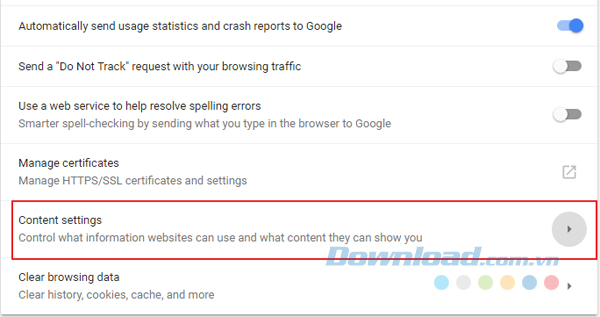 Automatically send usage statistics and crash reports to Google
Send a "Do Not Track" request with your browsing traffic
Use a web service to help resolve spelling errors
Smarter spell-checking by sending what you type in the browser to Google
Manage certificates
Manage HTTPS/SSL certificates and settings
Content settings
Control what information websites can use and what content they can show you
Download.com.vn
Clear browsing data
Clear history, cookies, cache, and more